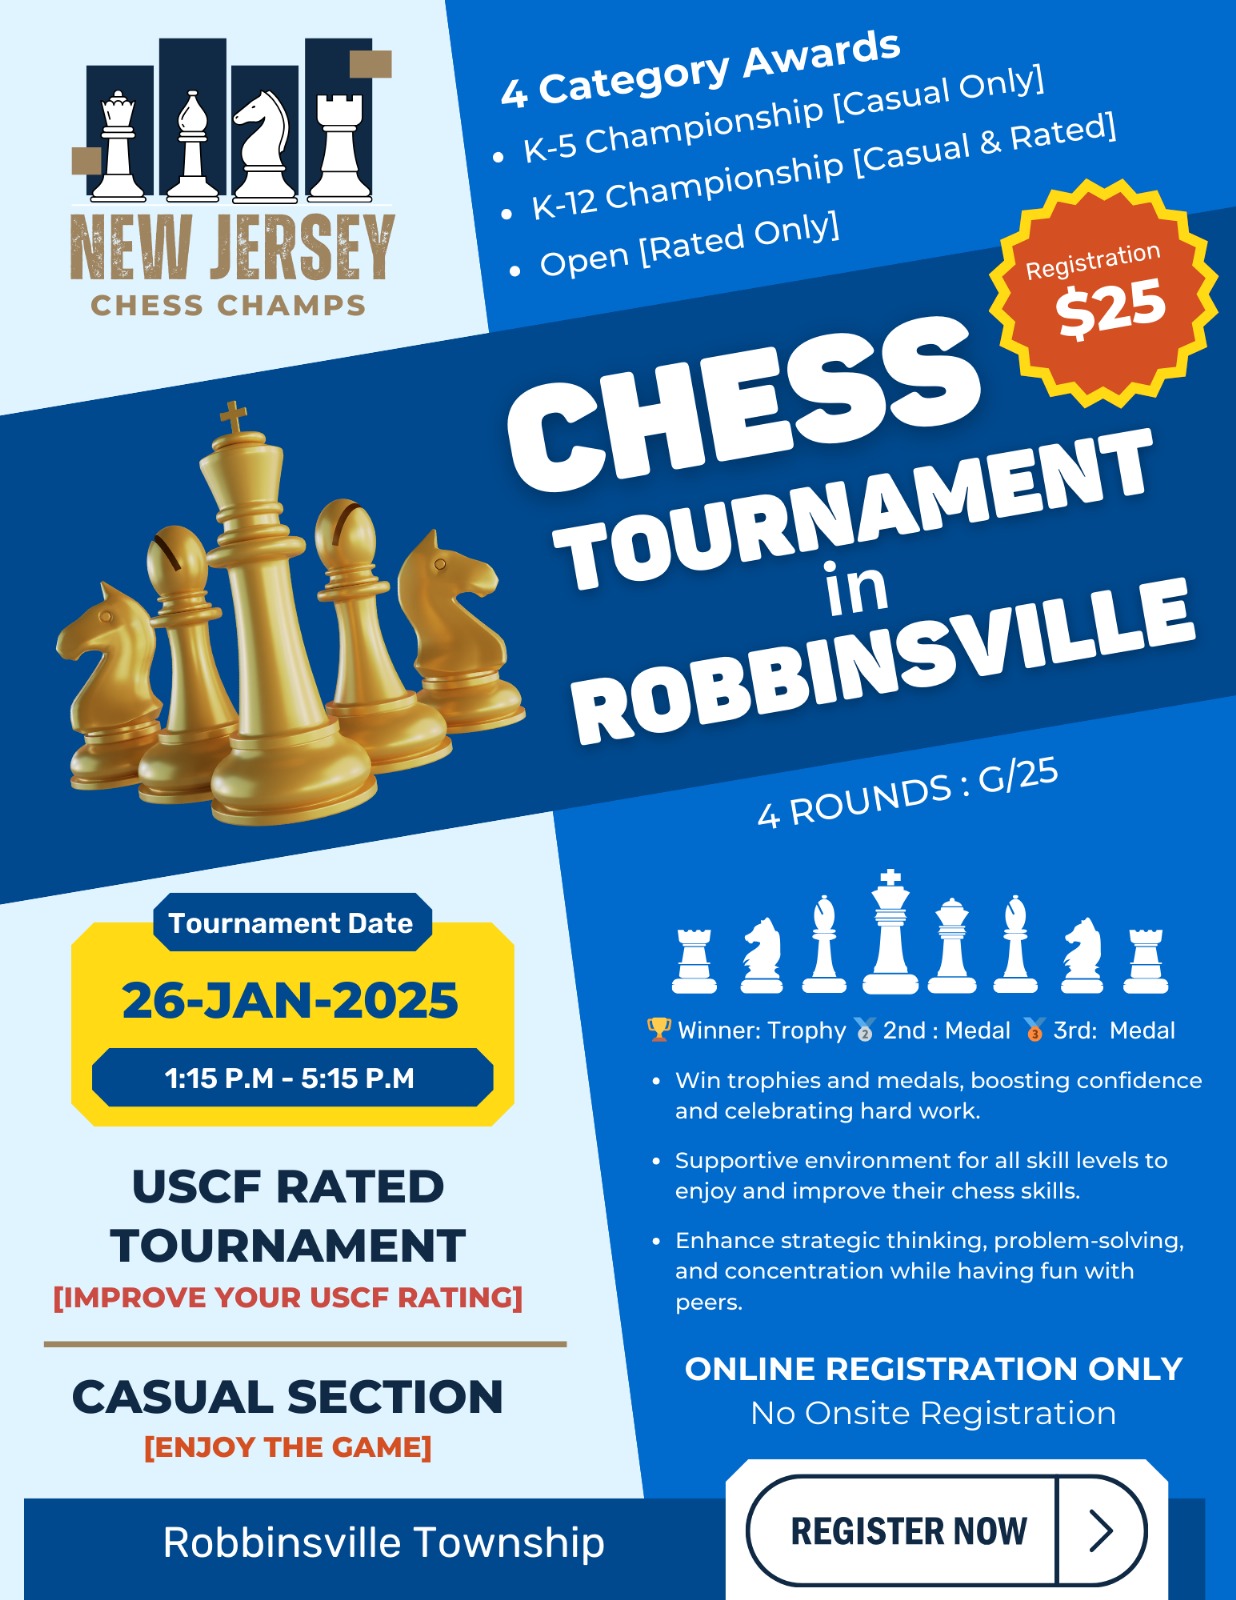 NEW JERSEY
CHESS CHAMPS
4 Category Awards
• K-5 Championship [Casual Only]
• K-12 Championship [Casual & Rated]
• Open [Rated Only]
Registration
$25
CHESS
TOURNAMENT
in
ROBBINSVILLE
4 ROUNDS : G/25
Tournament Date
26-JAN-2025
1:15 P.M - 5:15 P.M
USCF RATED
TOURNAMENT
[IMPROVE YOUR USCF RATING]
CASUAL SECTION
[ENJOY THE GAME]
🏆 Winner: Trophy 🥈 2nd : Medal 🥉 3rd: Medal
• Win trophies and medals, boosting confidence
and celebrating hard work.
• Supportive environment for all skill levels to
enjoy and improve their chess skills.
• Enhance strategic thinking, problem-solving,
and concentration while having fun with
peers.
ONLINE REGISTRATION ONLY
No Onsite Registration
Robbinsville Township
REGISTER NOW